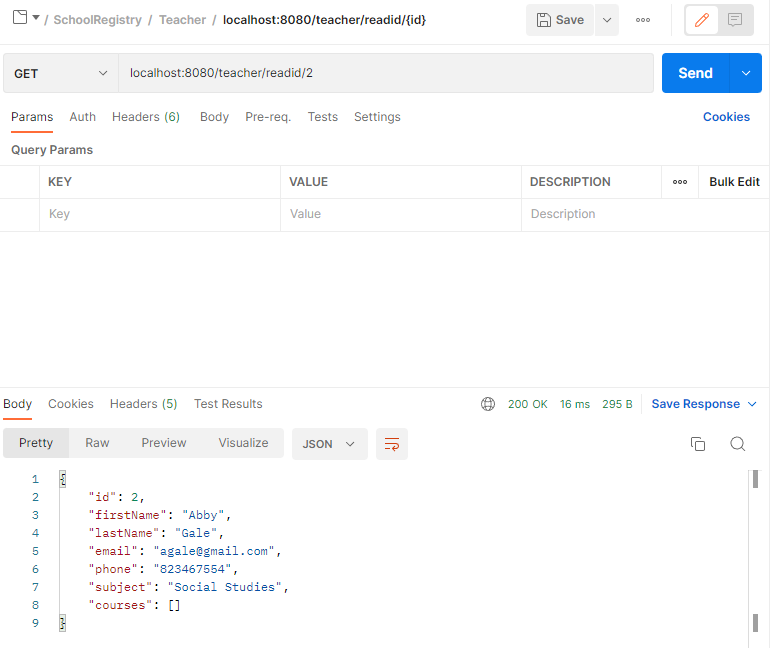 / SchoolRegistry / Teacher / localhost:8080/teacher/readid/{id} Save
GET localhost:8080/teacher/readid/2 Send
Params Auth Headers (6) Body Pre-req. Tests Settings Cookies
Query Params
KEY VALUE DESCRIPTION Bulk Edit
Key Value Description
Body Cookies Headers (5) Test Results 200 OK 16 ms 295 B Save Response
Pretty Raw Preview Visualize JSON
1 {
2 "id": 2,
3 "firstName": "Abby",
4 "lastName": "Gale",
5 "email": "agale@gmail.com",
6 "phone": "823467554",
7 "subject": "Social Studies",
8 "courses": []
9 }